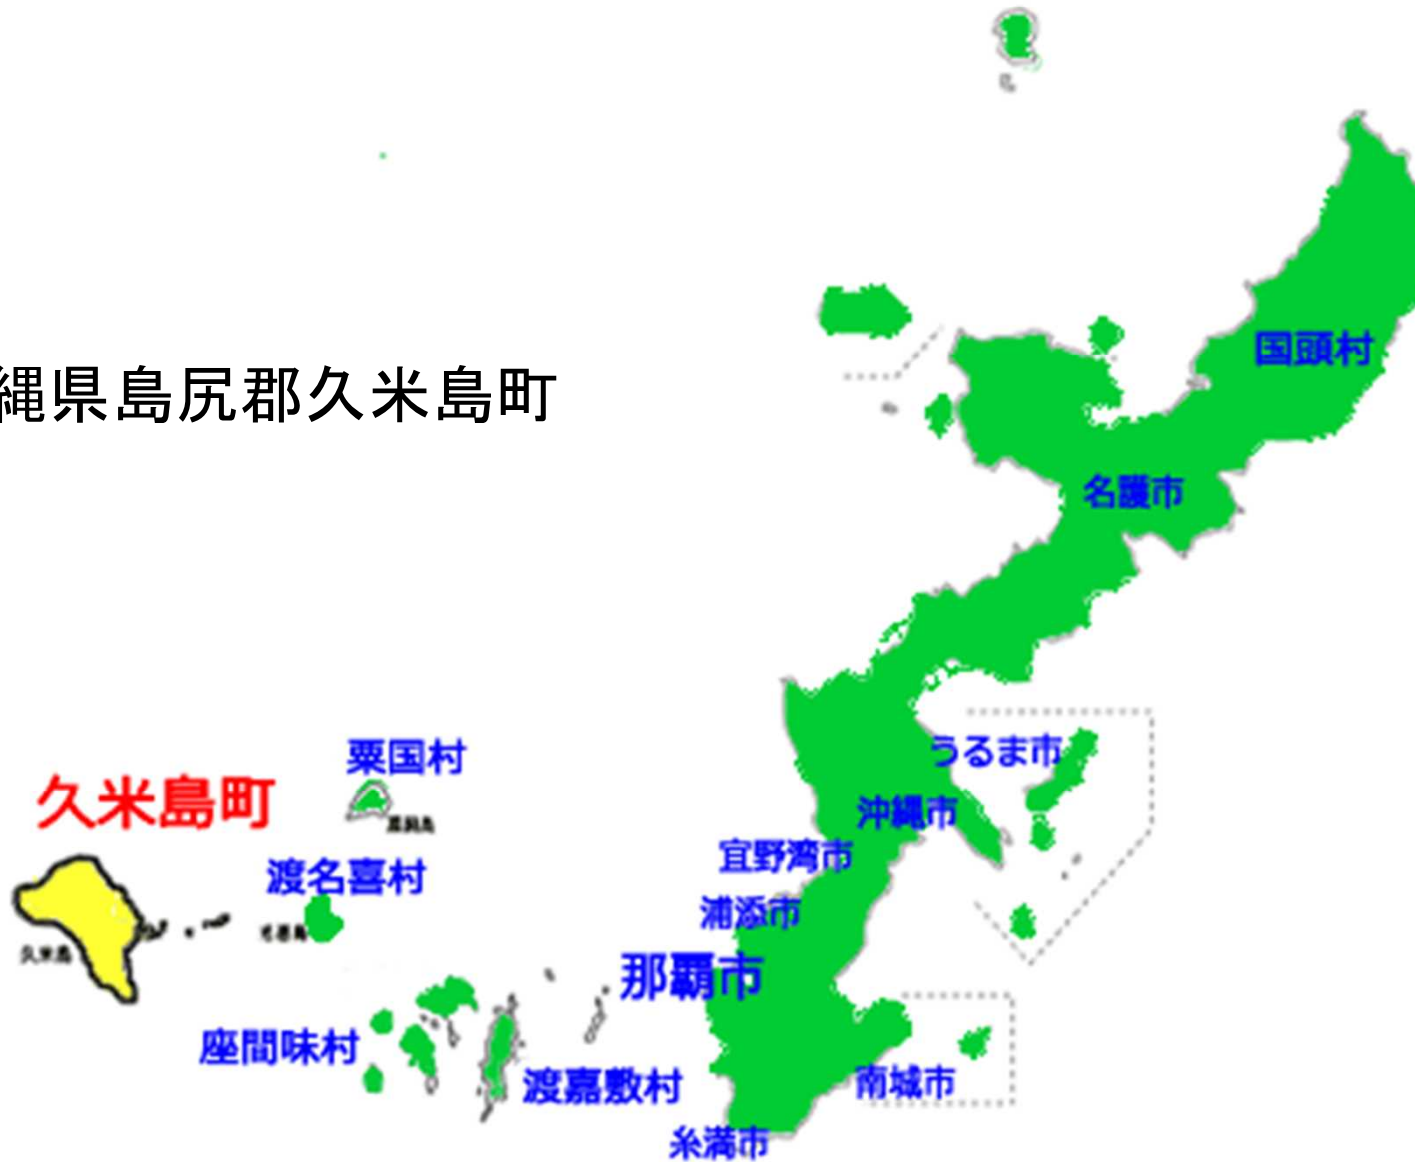 国頭村
縄県島尻郡久米島町
名護市
うるま市
粟国村
久米島町
沖縄市
宜野湾市
渡名喜村
浦添市
久米島
那覇市
座間味村
渡嘉敷村
南城市
糸満市